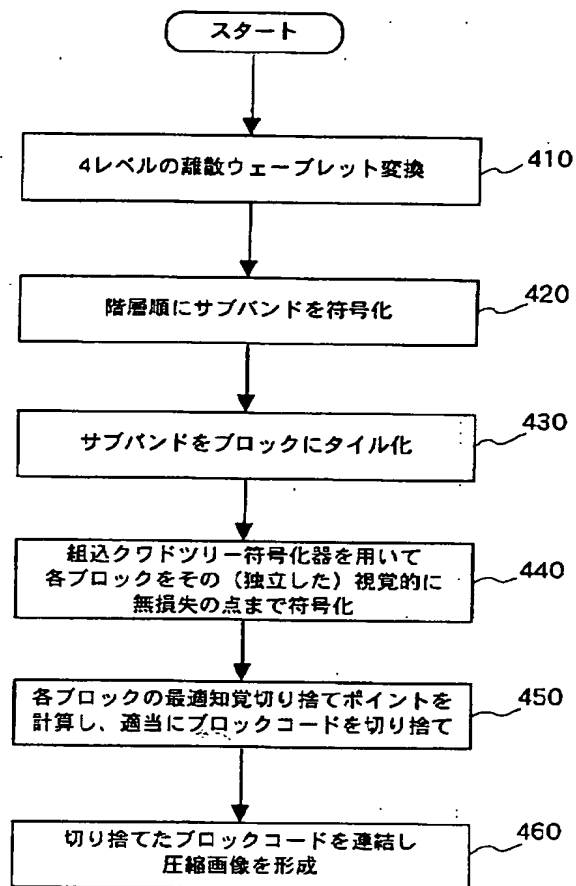 スタート
4レベルの離散ウェーブレット変換
410
階層順にサブバンドを符号化
420
サブバンドをブロックにタイル化
430
組込クワドツリー符号化器を用いて
各ブロックをその（独立した）視覚的に
無損失の点まで符号化
440
各ブロックの最適知覚切り捨てポイントを
計算し、適当にブロックコードを切り捨て
450
切り捨てたブロックコードを連結し
圧縮画像を形成
460